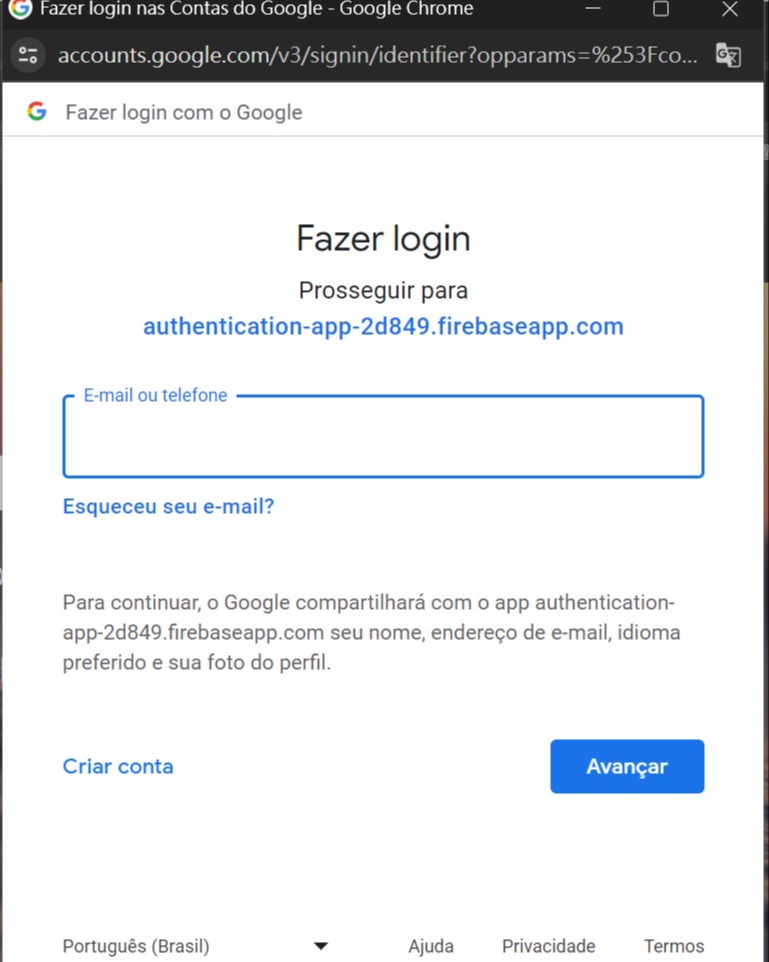 Fazer login nas Contas do Google - Google Chrome
accounts.google.com/v3/signin/identifier?opparams=%253Fco...
Fazer login com o Google
Fazer login
Prosseguir para
authentication-app-2d849.firebaseapp.com
E-mail ou telefone
Esqueceu seu e-mail?
Para continuar, o Google compartilhará com o app authentication-
app-2d849.firebaseapp.com seu nome, endereço de e-mail, idioma
preferido e sua foto do perfil.
Criar conta
Avançar
Português (Brasil)
Ajuda
Privacidade
Termos